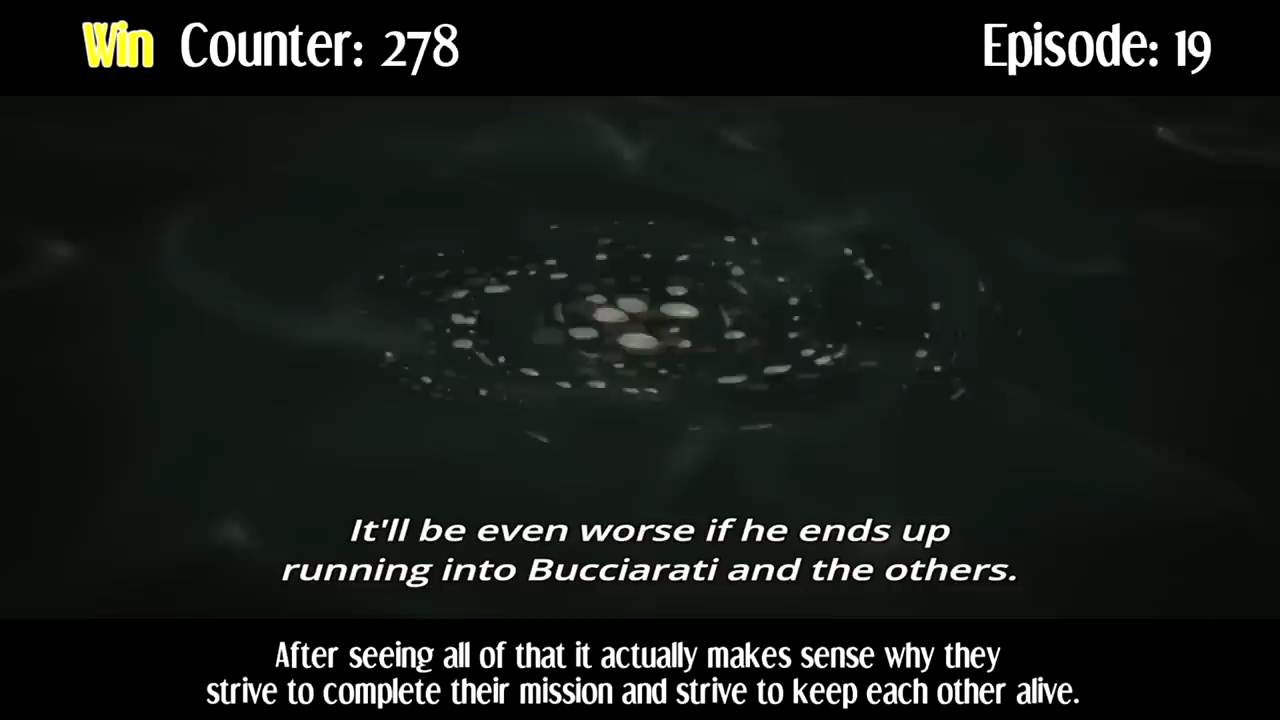 Win Counter: 278
Episode: 19
It'll be even worse if he ends up
running into Bucciarati and the others.
After seeing all of that it actually makes sense why they
strive to complete their mission and strive to keep each other alive.